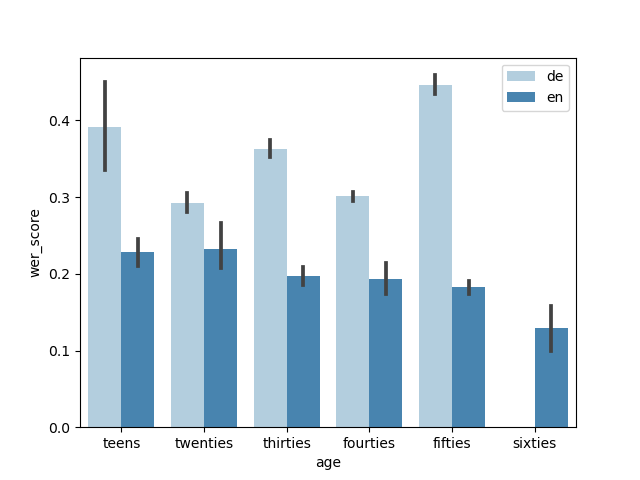 de
en
0.4
0.3
0.2
0.1
0.0
wer_score
teens twenties thirties fourties fifties sixties
age